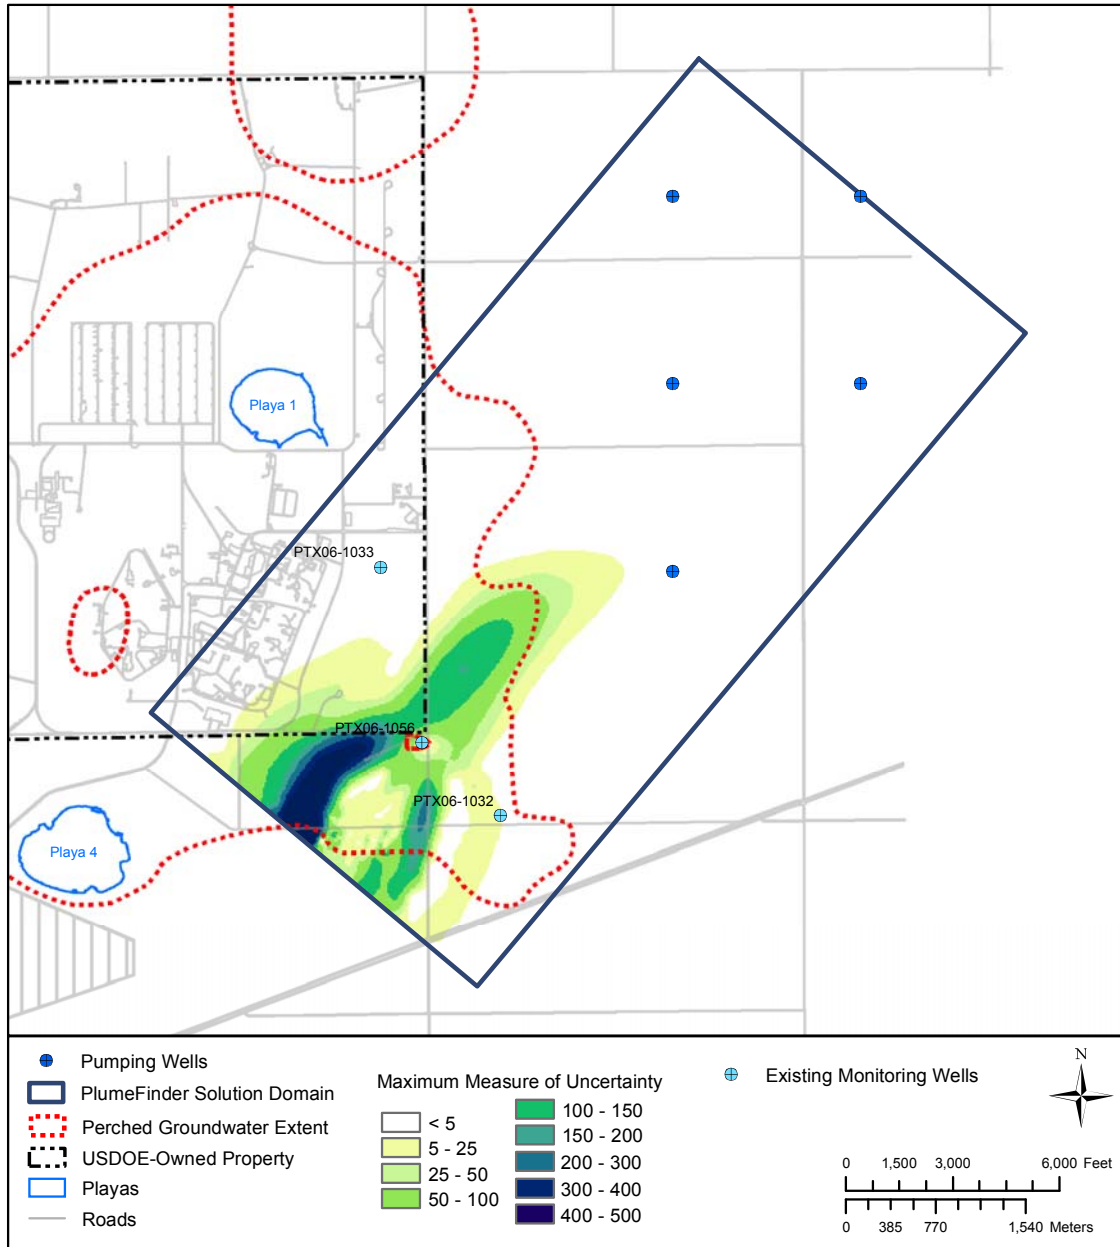 Playa 1
PTX06-1033
PTX06-1056
PTX06-1032
Playa 4
Pumping Wells
PlumeFinder Solution Domain
Perched Groundwater Extent
USDOE-Owned Property
Playas
Roads
Maximum Measure of Uncertainty
< 5
5 - 25
25 - 50
50 - 100
100 - 150
150 - 200
200 - 300
300 - 400
400 - 500
Existing Monitoring Wells
N
0 1,500 3,000 6,000 Feet
0 385 770 1,540 Meters